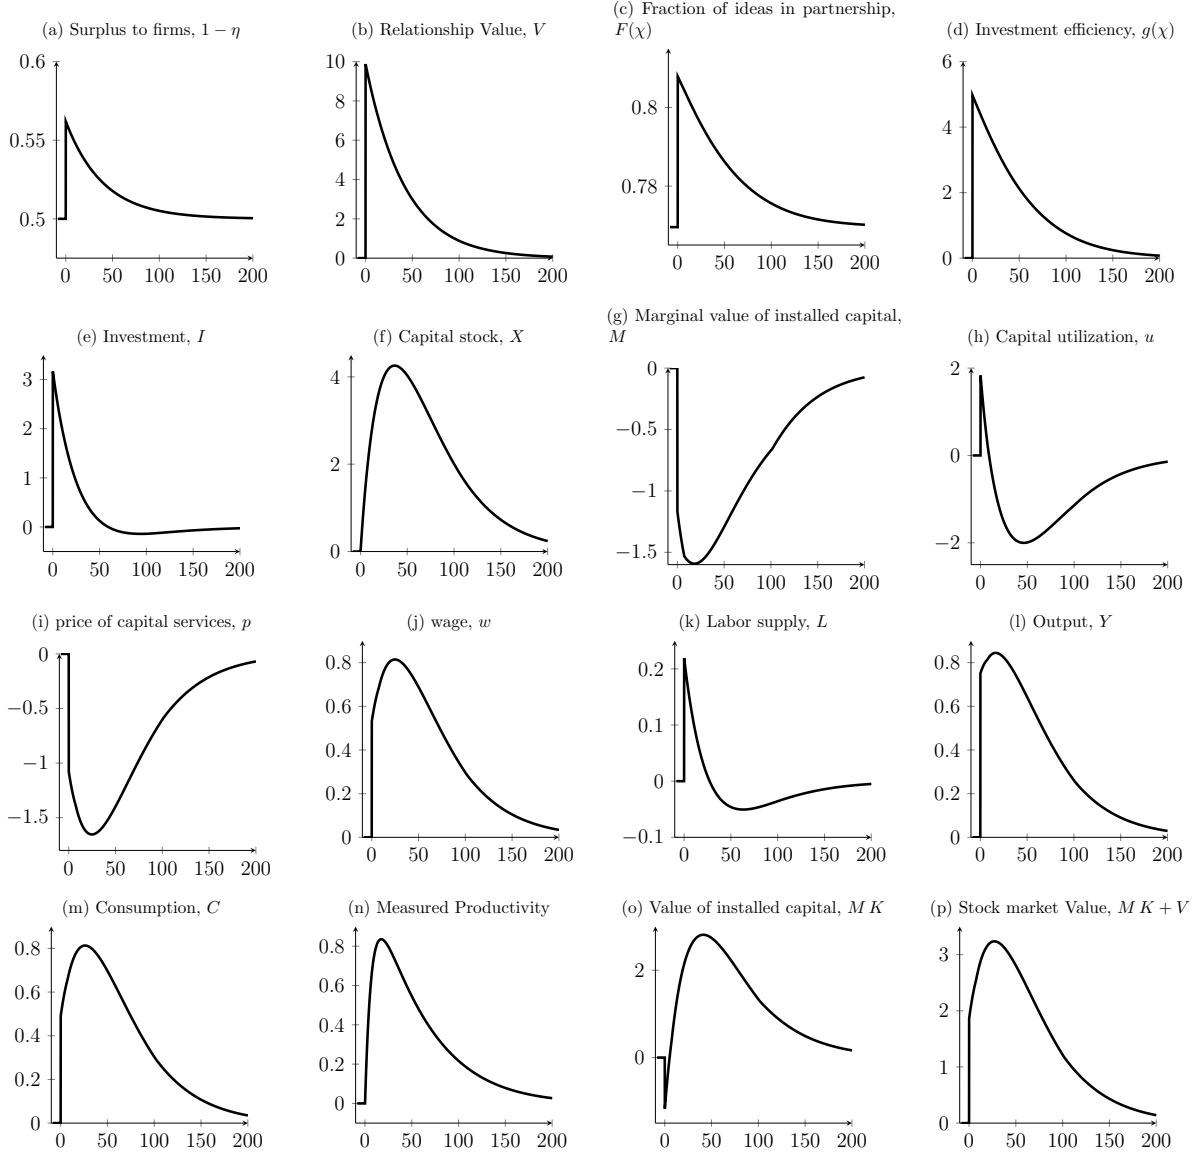 (a) Surplus to firms, 1 − η
0.6
0.55
0.5
0 50 100 150 200
(b) Relationship Value, V
10
8
6
4
2
0
0 50 100 150 200
(c) Fraction of ideas in partnership,
F(χ)
0.8
0.78
0 50 100 150 200
(d) Investment efficiency, g(χ)
6
4
2
0
0 50 100 150 200
(e) Investment, I
3
2
1
0
0 50 100 150 200
(f) Capital stock, X
4
2
0
0 50 100 150 200
(g) Marginal value of installed capital,
M
0
−0.5
−1
−1.5
0 50 100 150 200
(h) Capital utilization, u
2
0
−2
0 50 100 150 200
(i) price of capital services, p
0
−0.5
−1
−1.5
0 50 100 150 200
(j) wage, w
0.8
0.6
0.4
0.2
0
0 50 100 150 200
(k) Labor supply, L
0.2
0.1
0
−0.1
0 50 100 150 200
(l) Output, Y
0.8
0.6
0.4
0.2
0
0 50 100 150 200
(m) Consumption, C
0.8
0.6
0.4
0.2
0
0 50 100 150 200
(n) Measured Productivity
0.8
0.6
0.4
0.2
0
0 50 100 150 200
(o) Value of installed capital, M K
2
0
0 50 100 150 200
(p) Stock market Value, M K + V
3
2
1
0
0 50 100 150 200